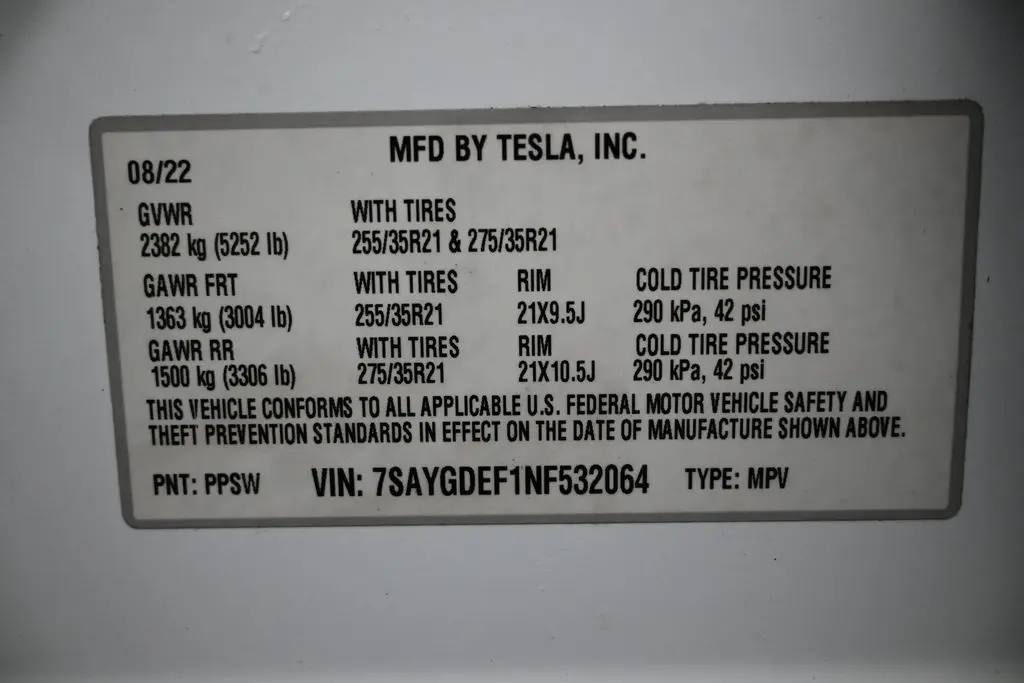 MFD BY TESLA, INC.
08/22
GVWR WITH TIRES
2382 kg (5252 lb) 255/35R21 & 275/35R21
GAWR FRT WITH TIRES RIM COLD TIRE PRESSURE
1363 kg (3004 lb) 255/35R21 21X9.5J 290 kPa, 42 psi
GAWR RR WITH TIRES RIM COLD TIRE PRESSURE
1500 kg (3306 lb) 275/35R21 21X10.5J 290 kPa, 42 psi
THIS VEHICLE CONFORMS TO ALL APPLICABLE U.S. FEDERAL MOTOR VEHICLE SAFETY AND
THEFT PREVENTION STANDARDS IN EFFECT ON THE DATE OF MANUFACTURE SHOWN ABOVE.
PNT: PPSW VIN: 7SAYGDEF1NF532064 TYPE: MPV